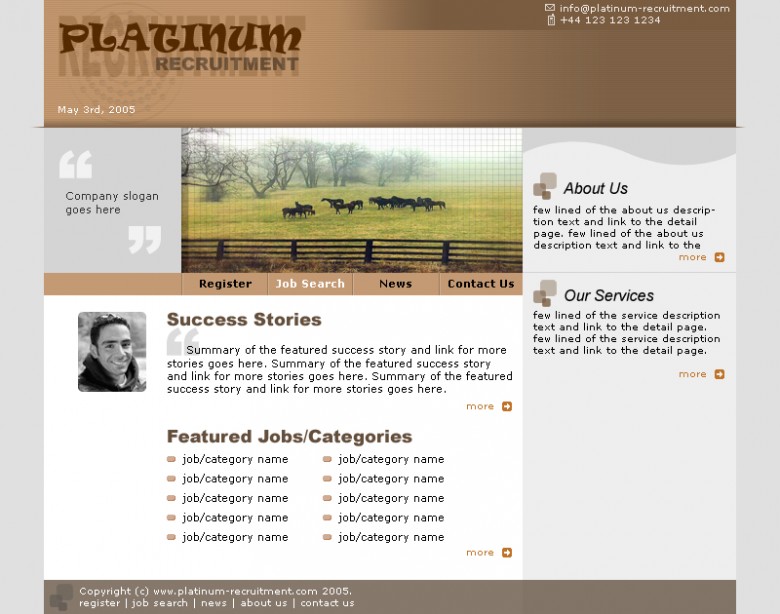 PLATINUM
RECRUITMENT
RECRUITMENT
RECRUITMENT
info@platinum-recruitment.com
+44 123 123 1234
May 3rd, 2005
“
Company slogan
goes here
”
About Us
few lined of the about us descrip-
tion text and link to the detail
page. few lined of the about us
description text and link to the
more
Register
Job Search
News
Contact Us
Our Services
few lined of the service description
text and link to the detail page.
few lined of the service description
text and link to the detail page.
more
Success Stories
“
Summary of the featured success story and link for more
stories goes here. Summary of the featured success story
and link for more stories goes here. Summary of the featured
success story and link for more stories goes here.
more
Featured Jobs/Categories
job/category name
job/category name
job/category name
job/category name
job/category name
job/category name
job/category name
job/category name
job/category name
job/category name
more
Copyright (c) www.platinum-recruitment.com 2005.
register | job search | news | about us | contact us